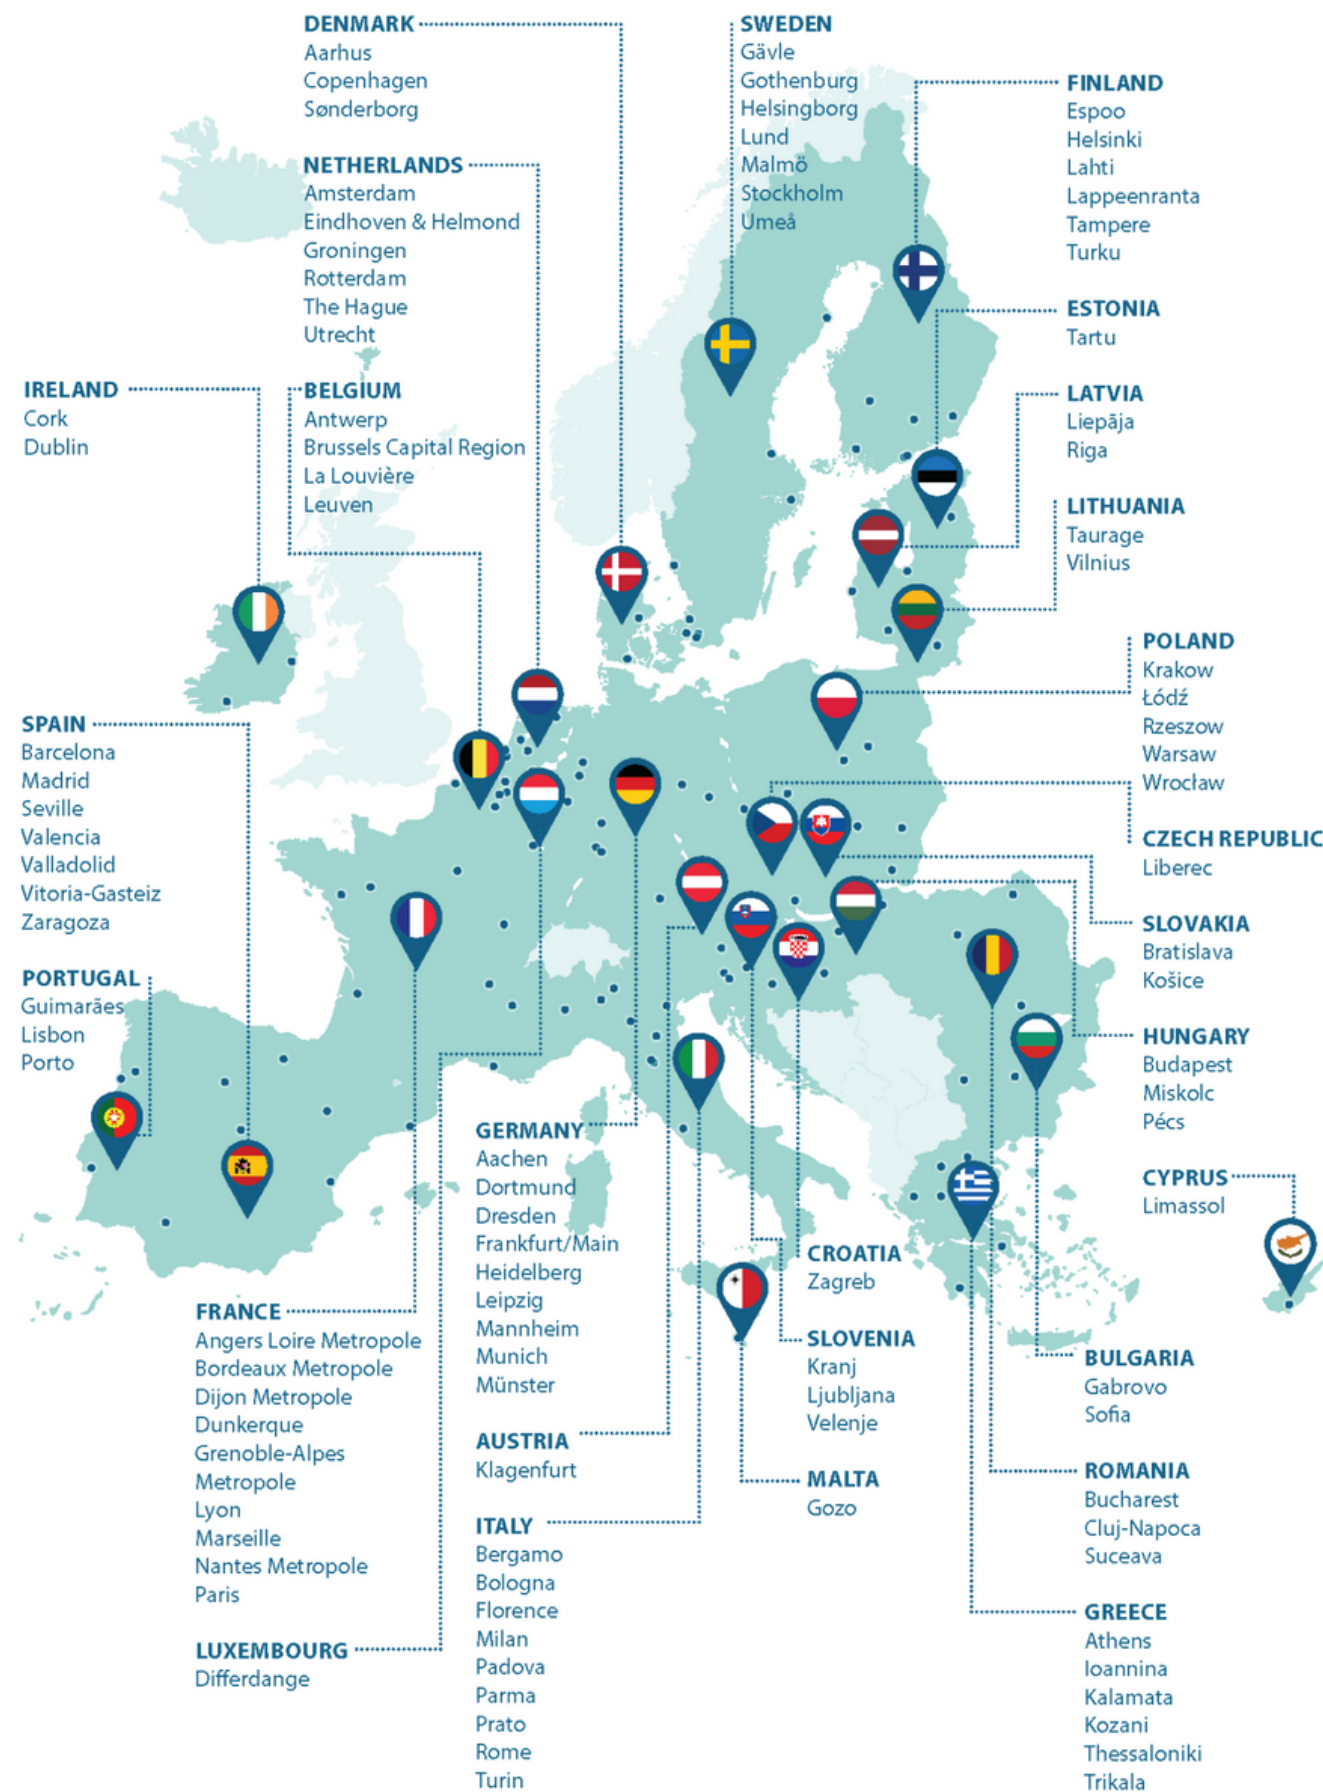 DENMARK
Aarhus
Copenhagen
Sønderborg
SWEDEN
Gävle
Gothenburg
Helsingborg
Lund
Malmö
Stockholm
Umeå
FINLAND
Espoo
Helsinki
Lahti
Lappeenranta
Tampere
Turku
NETHERLANDS
Amsterdam
Eindhoven & Helmond
Groningen
Rotterdam
The Hague
Utrecht
ESTONIA
Tartu
IRELAND
Cork
Dublin
BELGIUM
Antwerp
Brussels Capital Region
La Louvière
Leuven
LATVIA
Liepāja
Riga
LITHUANIA
Taurage
Vilnius
POLAND
Krakow
Łódź
Rzeszow
Warsaw
Wrocław
SPAIN
Barcelona
Madrid
Seville
Valencia
Valladolid
Vitoria-Gasteiz
Zaragoza
CZECH REPUBLIC
Liberec
SLOVAKIA
Bratislava
Košice
PORTUGAL
Guimarães
Lisbon
Porto
HUNGARY
Budapest
Miskolc
Pécs
GERMANY
Aachen
Dortmund
Dresden
Frankfurt/Main
Heidelberg
Leipzig
Mannheim
Munich
Münster
CYPRUS
Limassol
CROATIA
Zagreb
FRANCE
Angers Loire Metropole
Bordeaux Metropole
Dijon Metropole
Dunkerque
Grenoble-Alpes
Metropole
Lyon
Marseille
Nantes Metropole
Paris
SLOVENIA
Kranj
Ljubljana
Velenje
BULGARIA
Gabrovo
Sofia
AUSTRIA
Klagenfurt
MALTA
Gozo
ROMANIA
Bucharest
Cluj-Napoca
Suceava
ITALY
Bergamo
Bologna
Florence
Milan
Padova
Parma
Prato
Rome
Turin
GREECE
Athens
Ioannina
Kalamata
Kozani
Thessaloniki
Trikala
LUXEMBOURG
Differdange